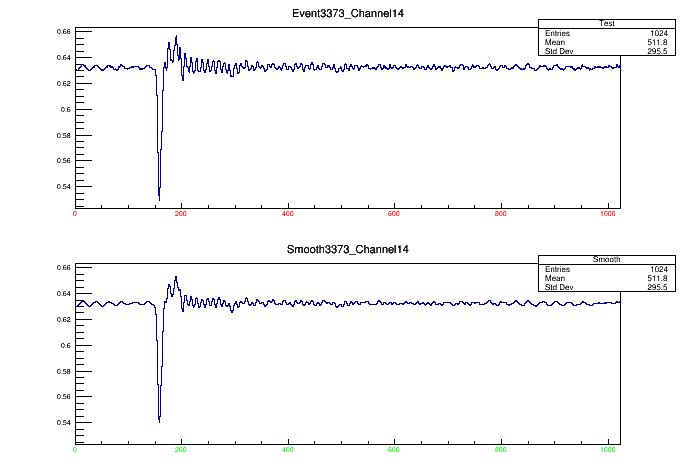 Event3373_Channel14
Test
Entries 1024
Mean 511.8
Std Dev 295.5
0.66
0.64
0.62
0.6
0.58
0.56
0.54
0 200 400 600 800 1000
Smooth3373_Channel14
Smooth
Entries 1024
Mean 511.8
Std Dev 295.5
0.66
0.64
0.62
0.6
0.58
0.56
0.54
0 200 400 600 800 1000